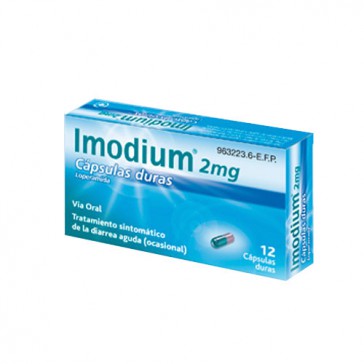 Imodium
963223.6-E.F.P.
Imodium® 2mg
Cápsulas duras
Loperamida
Vía Oral
Tratamiento sintomático
de la diarrea aguda (ocasional)
12
Cápsulas
duras